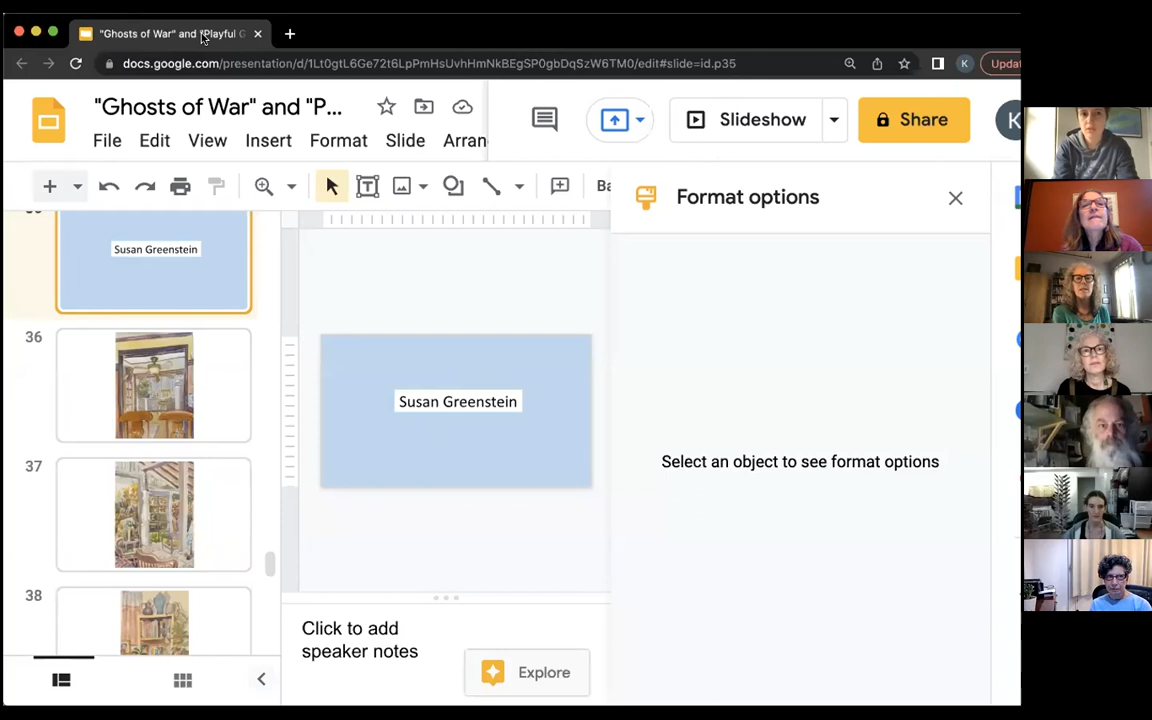 "Ghosts of War" and "Playful G
docs.google.com/presentation/d/1Lt0gtL6Ge72t6LpPmHsUvhHmNkBEgSP0gbDqSzW6TM0/edit#slide=id.p35
K
Updat
"Ghosts of War" and "P...
File Edit View Insert Format Slide Arran
Slideshow
Share
K
Ba
Format options
Susan Greenstein
36
37
38
Susan Greenstein
Select an object to see format options
Click to add
speaker notes
Explore